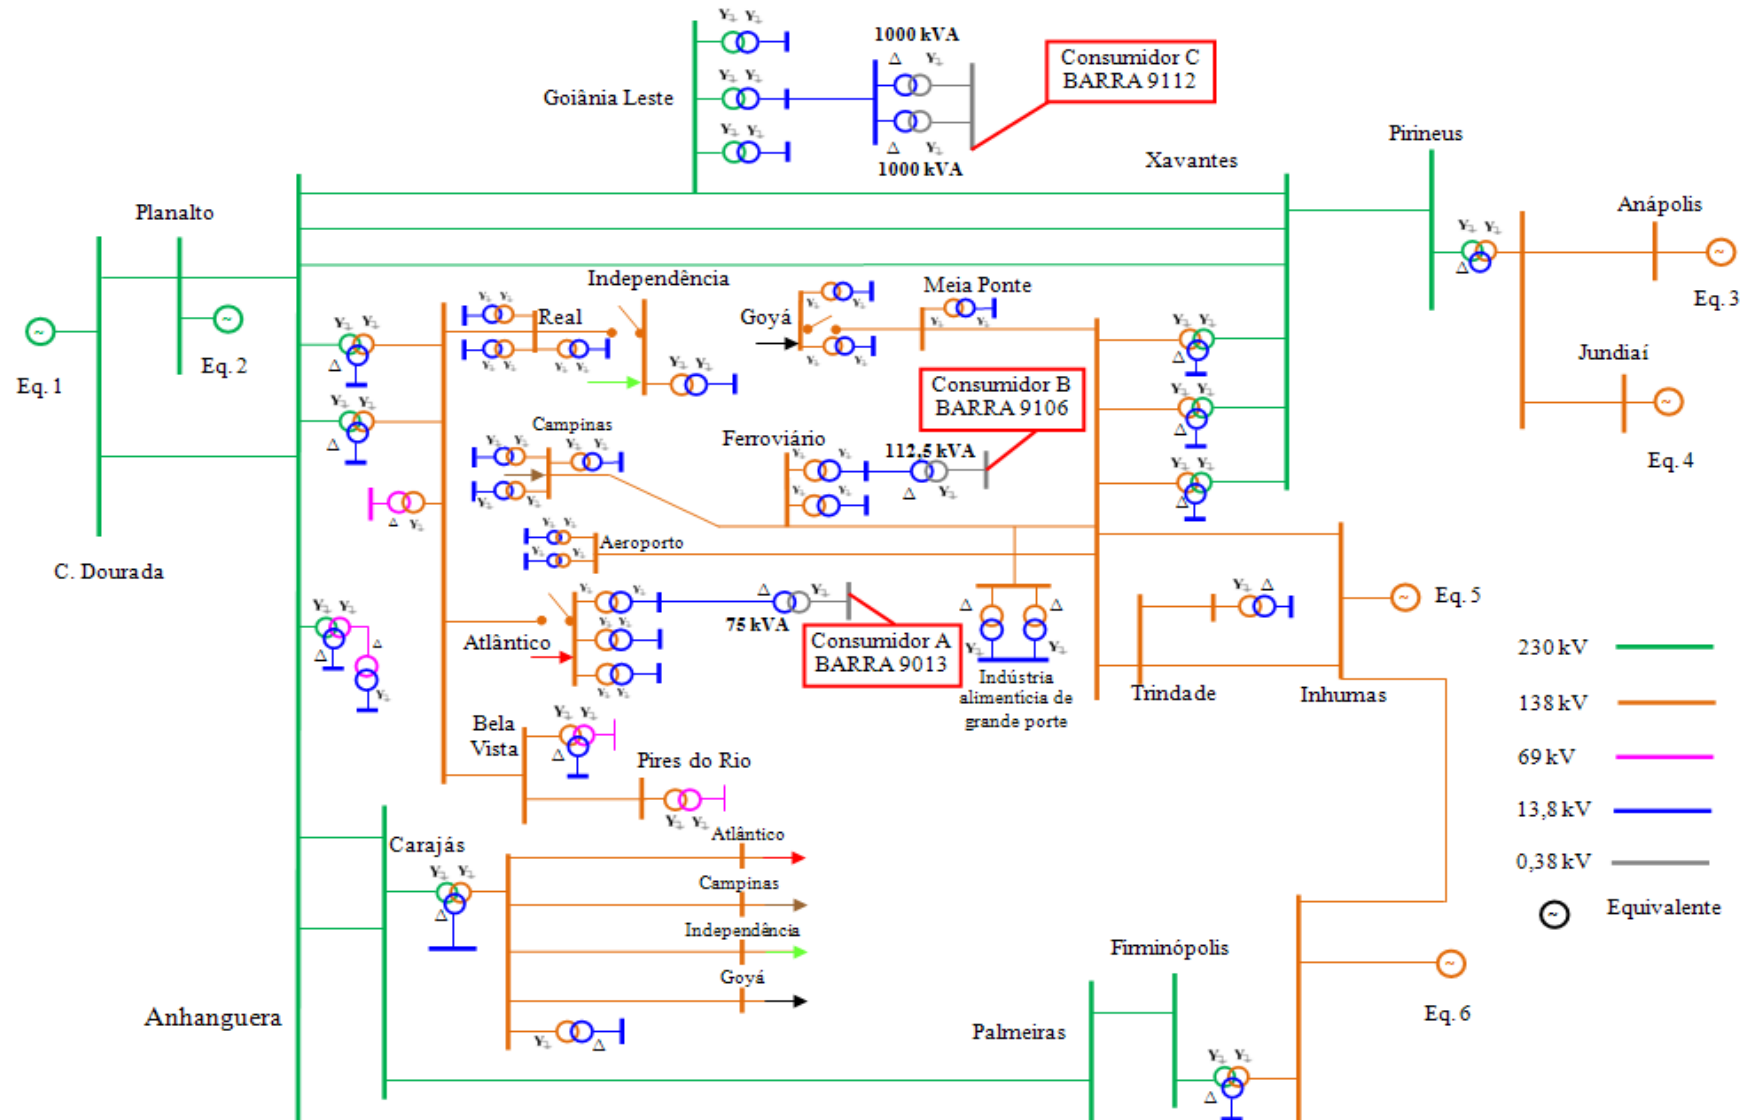 1000 kVA
Δ
Consumidor C
BARRA 9112
Goiânia Leste
Δ
1000 kVA
Pirineus
Xavantes
Planalto
Anápolis
Independência
Meia Ponte
Goyá
Real
Eq. 3
Jundiaí
Eq. 2
Eq. 1
Δ
Δ
Δ
Consumidor B
BARRA 9106
Campinas
Ferroviário
112,5 kVA
Δ
Δ
Δ
Δ
Δ
Eq. 4
Aeroporto
C. Dourada
Δ
Δ
Eq. 5
Δ
Δ
Δ
Δ
Δ
75 kVA
Atlântico
Consumidor A
BARRA 9013
230 kV
Indústria
alimentícia de
grande porte
Trindade
Inhumas
138 kV
Bela
Vista
Δ
Pires do Rio
69 kV
13,8 kV
Atlântico
Carajás
0,38 kV
Campinas
Δ
Equivalente
Independência
Firminópolis
Goyá
Anhanguera
Eq. 6
Palmeiras
Δ
Δ